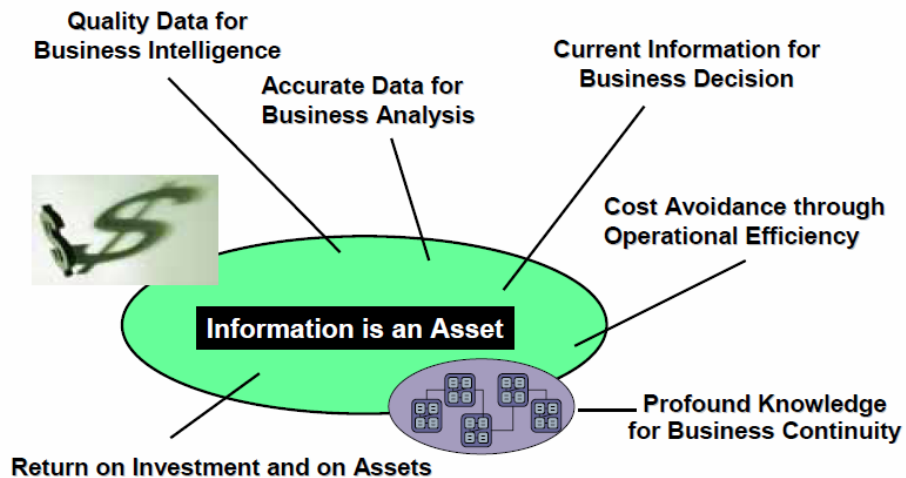 Quality Data for
Business Intelligence
Accurate Data for
Business Analysis
Current Information for
Business Decision
Cost Avoidance through
Operational Efficiency
Information is an Asset
Profound Knowledge
for Business Continuity
Return on Investment and on Assets